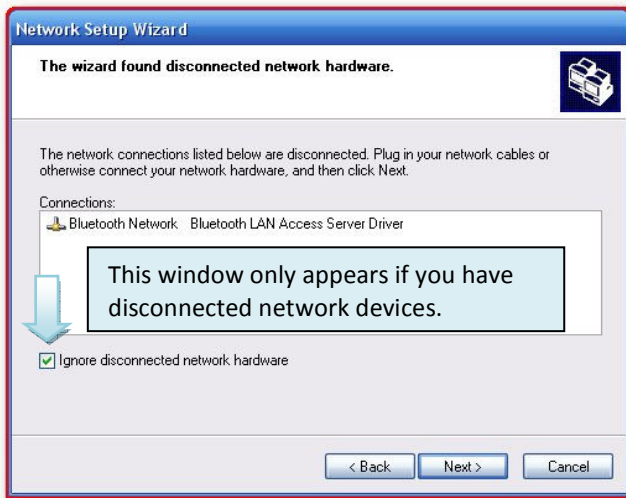 Network Setup Wizard
The wizard found disconnected network hardware.
The network connections listed below are disconnected. Plug in your network cables or
otherwise connect your network hardware, and then click Next.
Connections:
Bluetooth Network Bluetooth LAN Access Server Driver
This window only appears if you have
disconnected network devices.
Ignore disconnected network hardware
< Back Next > Cancel